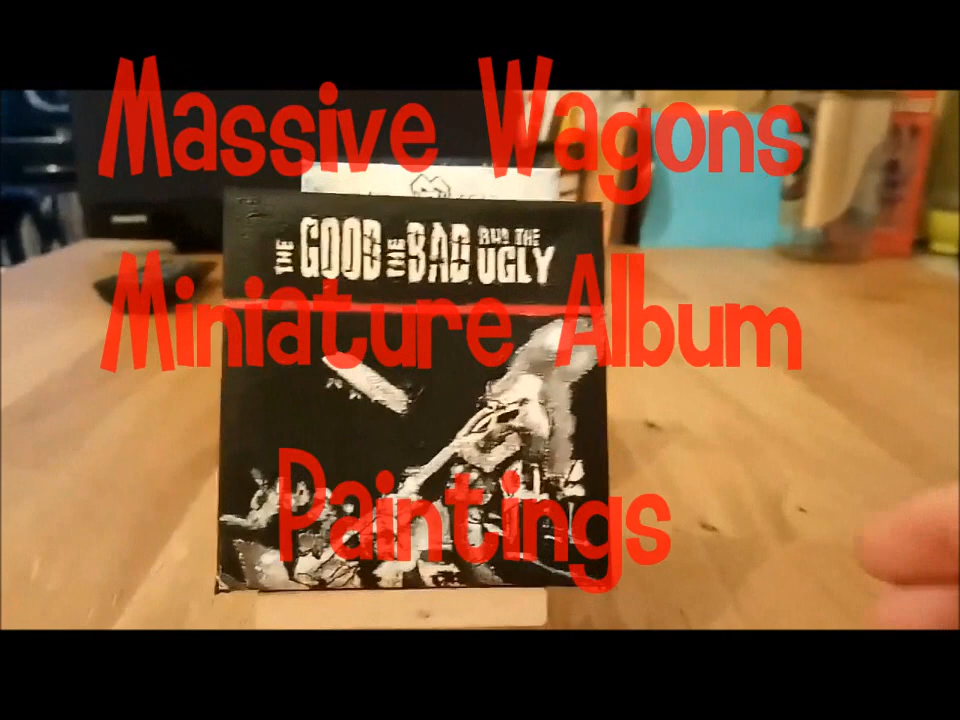 Massive Wagons
THE GOOD THE BAD AND THE UGLY
Miniature Album
Paintings